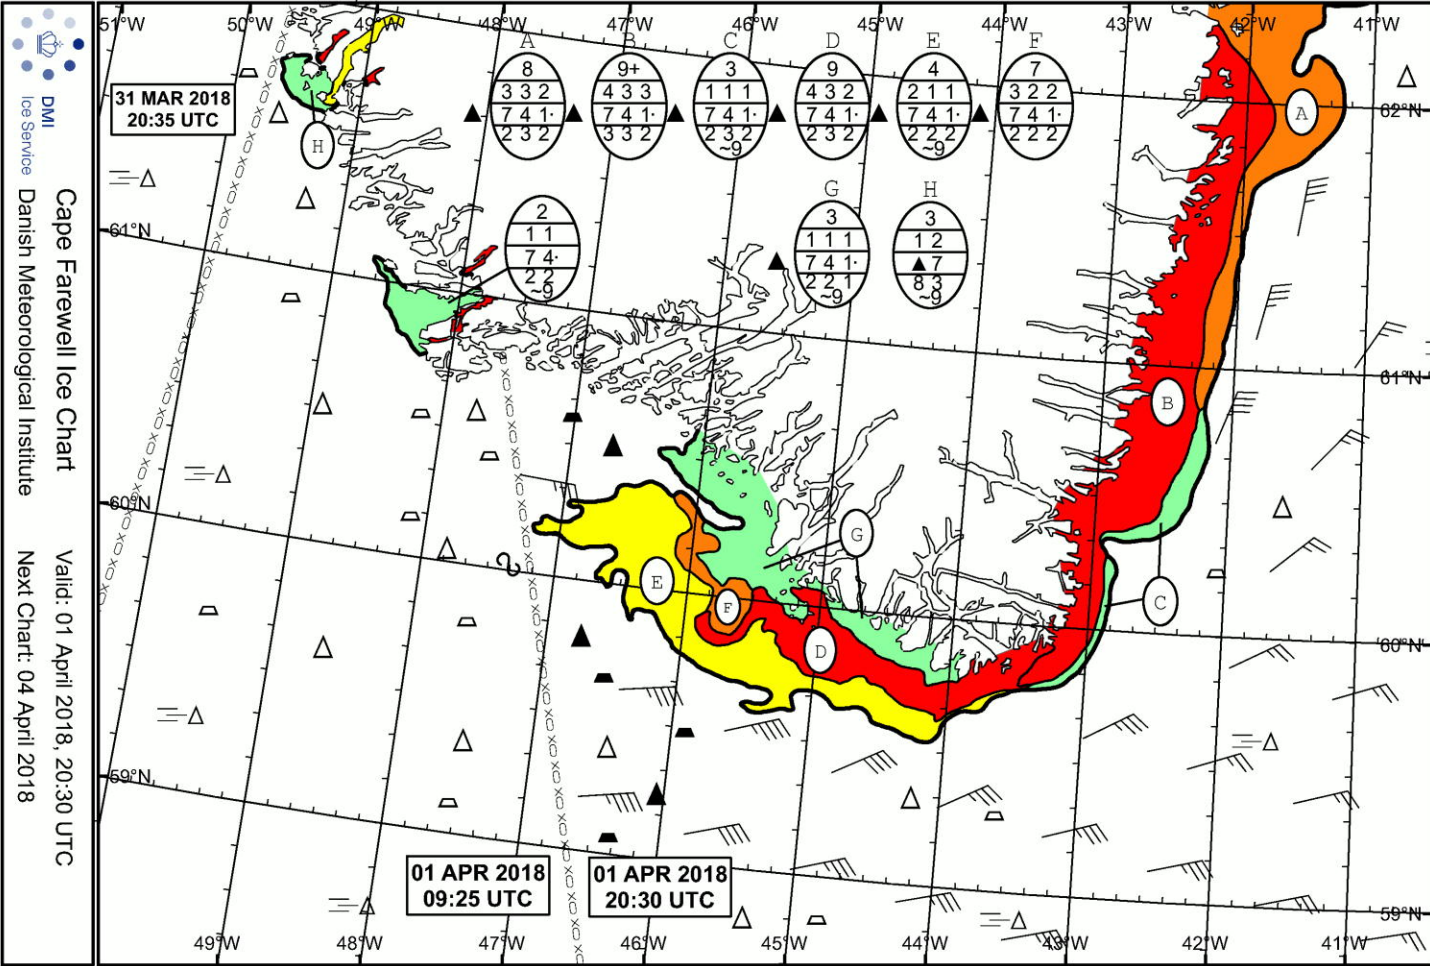 51°W 50°W 49°W 48°W 47°W 46°W 45°W 44°W 43°W 42°W 41°W
DMI
Ice Service
Cape Farewell Ice Chart
Danish Meteorological Institute
Valid: 01 April 2018, 20:30 UTC
Next Chart: 04 April 2018
31 MAR 2018
20:35 UTC
A
8
3 3 2
7 4 1·
2 3 2
B
9+
4 3 3
7 4 1·
3 3 2
C
3
1 1 1
7 4 1·
2 3 2
~9
D
9
4 3 2
7 4 1·
2 3 2
E
4
2 1 1
7 4 1·
2 2 2
~9
F
7
3 2 2
7 4 1·
2 2 2
2
1 1
7 4·
2 2
~9
G
3
1 1 1
7 4 1·
2 2 1
~9
H
3
1 2
▲ 7
8 3
~9
62°N
61°N
61°N
60°N
60°N
59°N
59°N
H
A
B
G
E
F
D
C
2
01 APR 2018
09:25 UTC
01 APR 2018
20:30 UTC
49°W 48°W 47°W 46°W 45°W 44°W 43°W 42°W 41°W